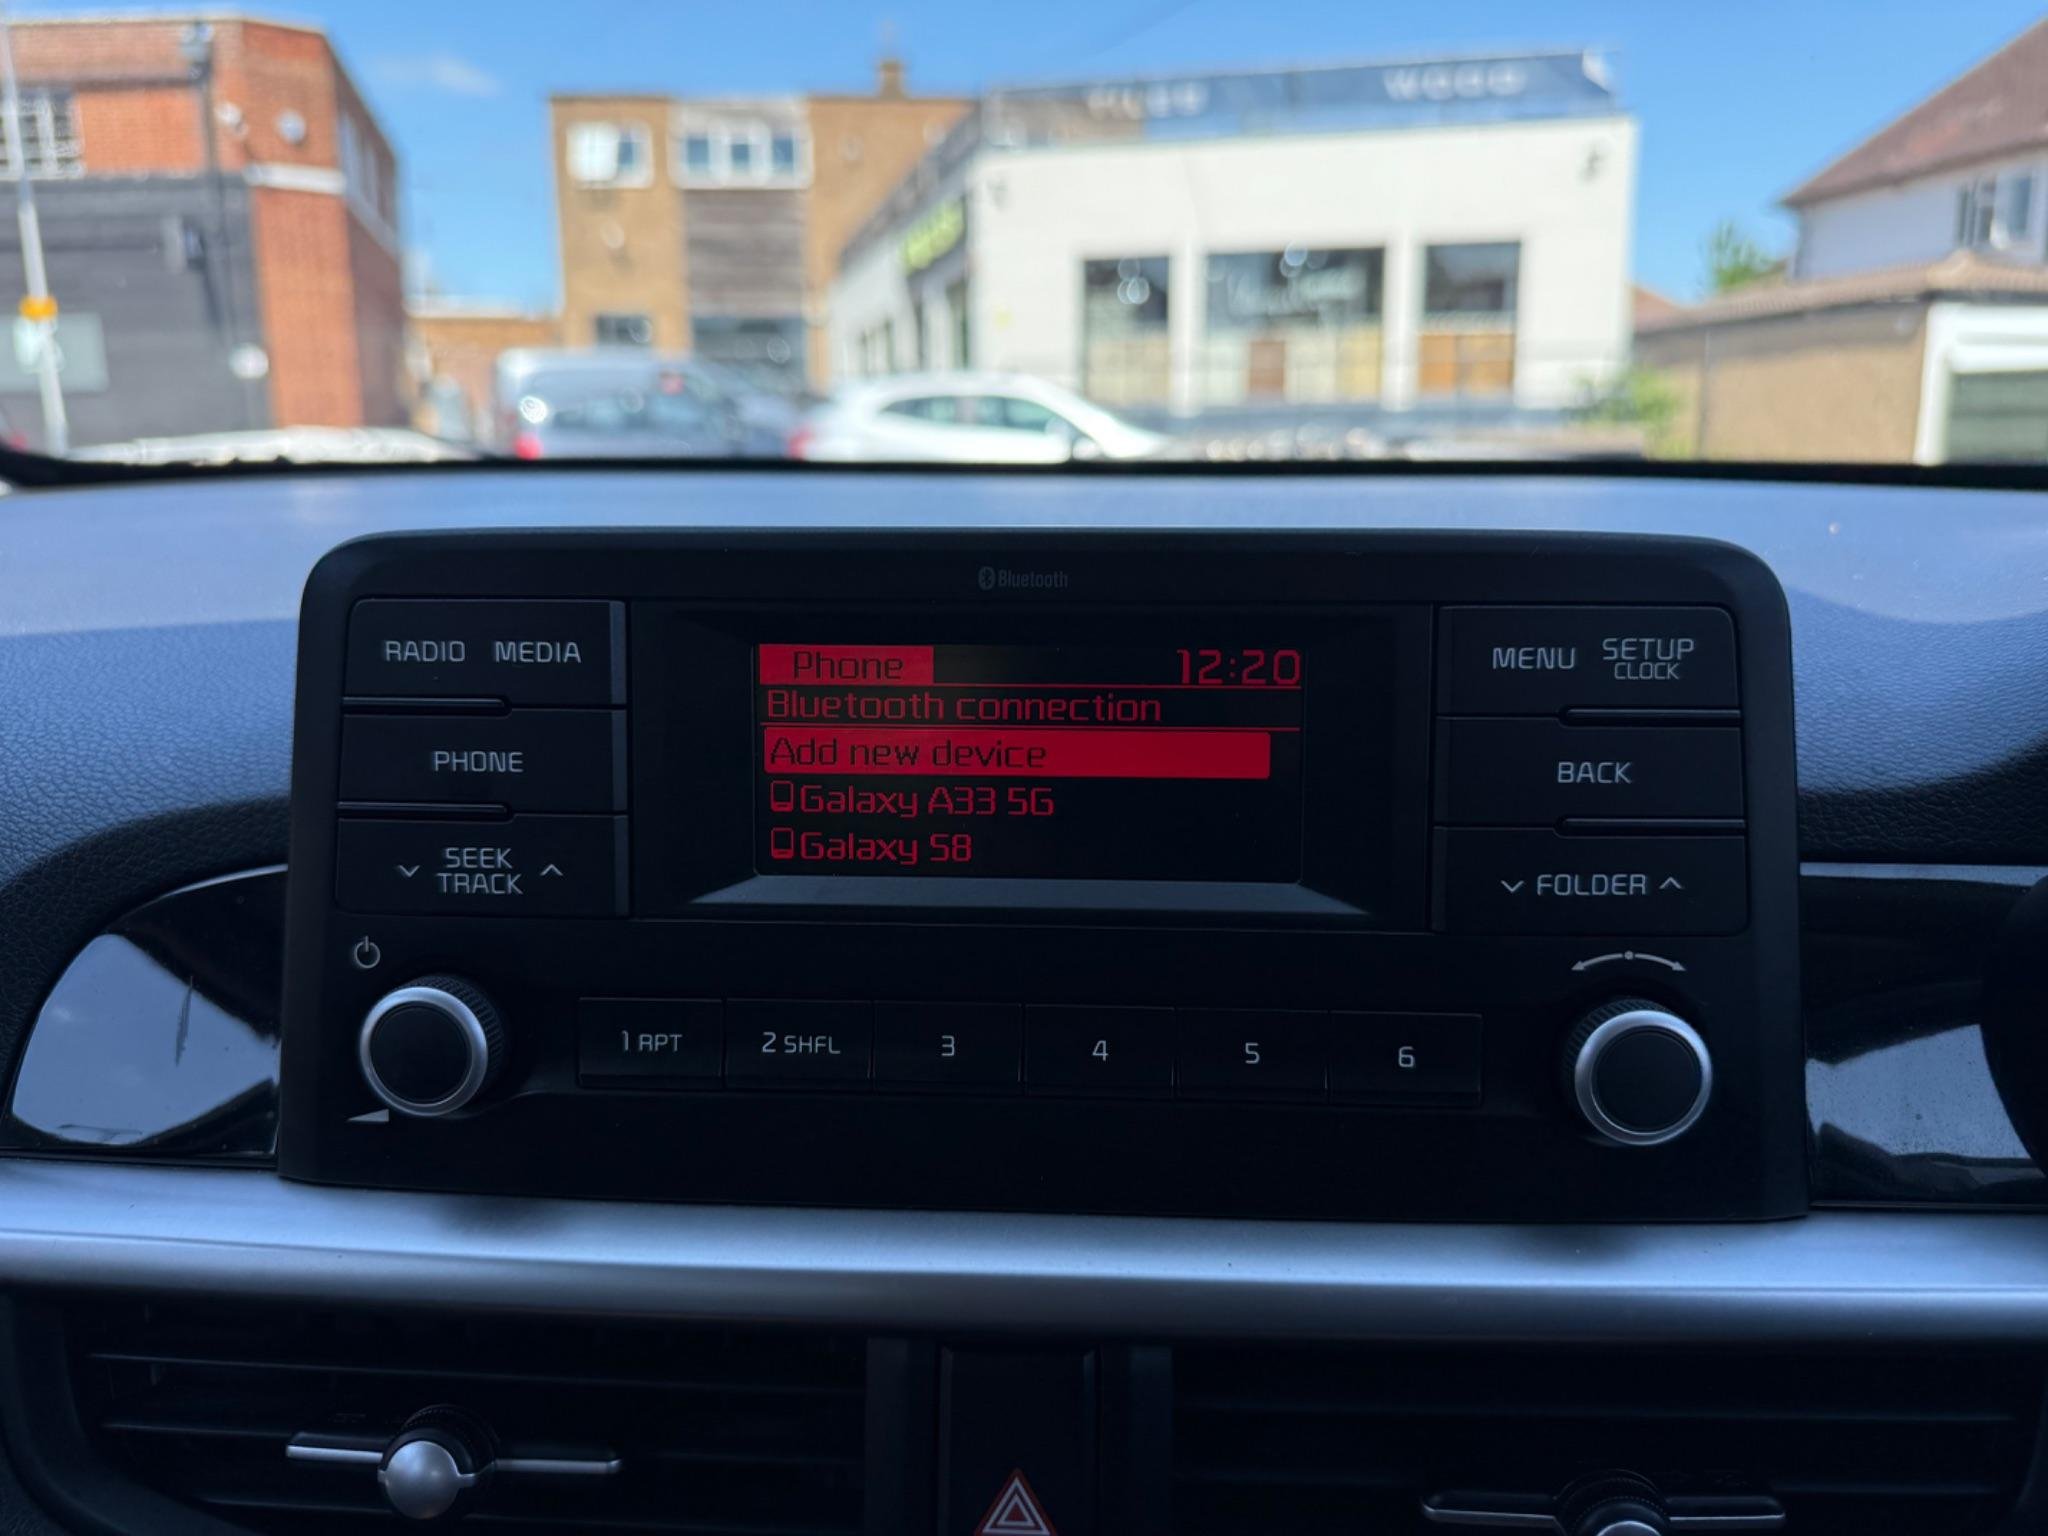 WOOD
Bluetooth
RADIO MEDIA
PHONE
SEEK
TRACK
Phone 12:20
Bluetooth connection
Add new device
Galaxy A33 5G
Galaxy S8
MENU SETUP
CLOCK
BACK
FOLDER
1 RPT 2 SHFL 3 4 5 6